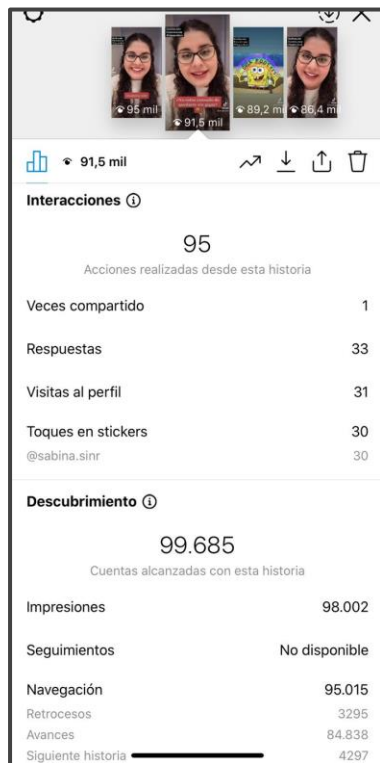 95 mil
91,5 mil
89,2 mil
86,4 mi
91,5 mil
Interacciones
95
Acciones realizadas desde esta historia
Veces compartido 1
Respuestas 33
Visitas al perfil 31
Toques en stickers 30
@sabina.sinr 30
Descubrimiento
99.685
Cuentas alcanzadas con esta historia
Impresiones 98.002
Seguimientos No disponible
Navegación 95.015
Retrocesos 3295
Avances 84.838
Siguiente historia 4297